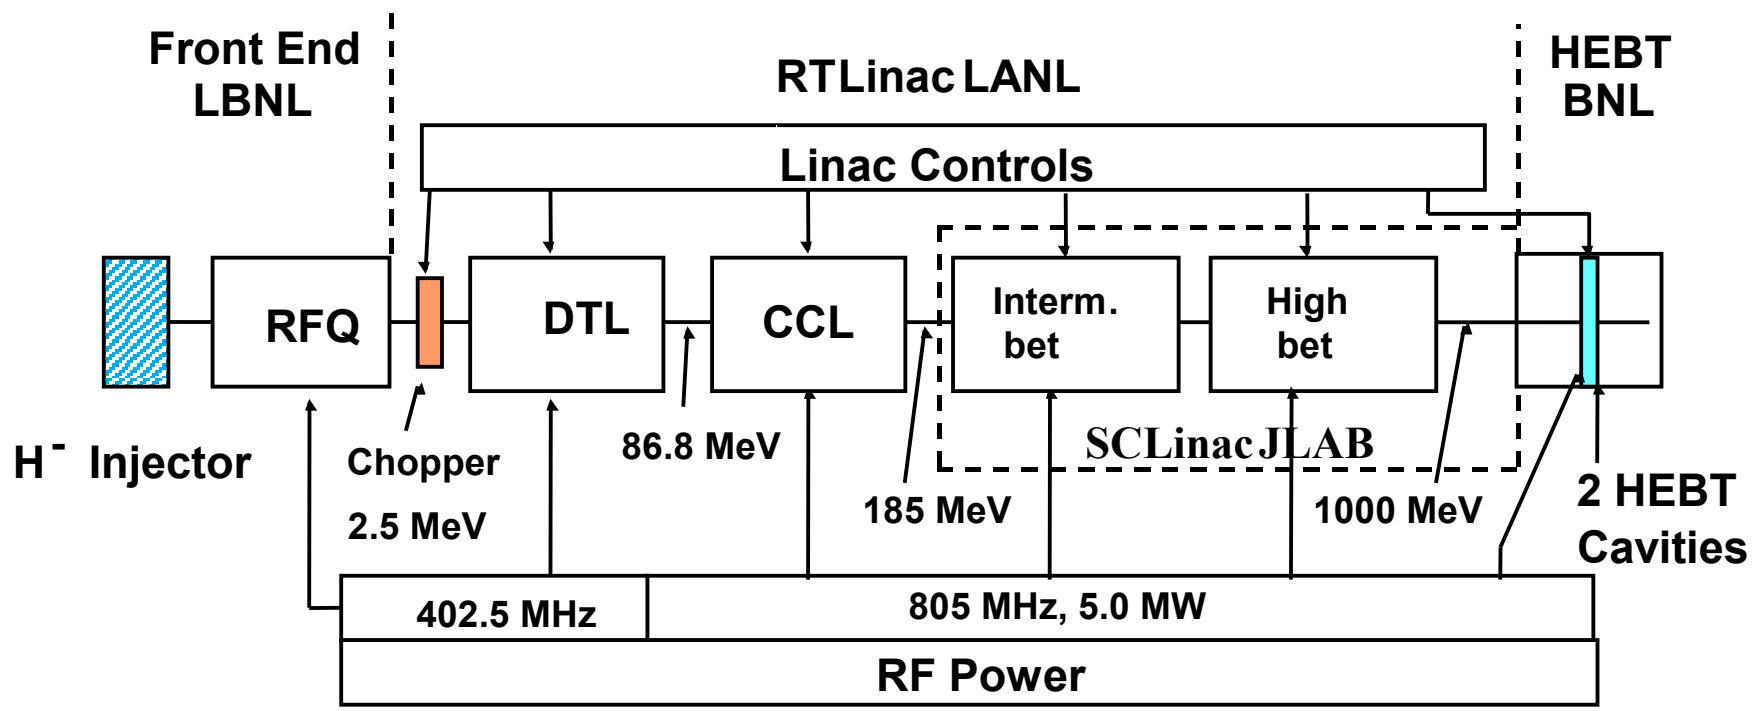 Front End
LBNL
RTLinac LANL
HEBT
BNL
Linac Controls
RFQ
DTL
CCL
Interm.
bet
High
bet
H- Injector
Chopper
2.5 MeV
86.8 MeV
185 MeV
SCLinac JLAB
1000 MeV
2 HEBT
Cavities
402.5 MHz
805 MHz, 5.0 MW
RF Power